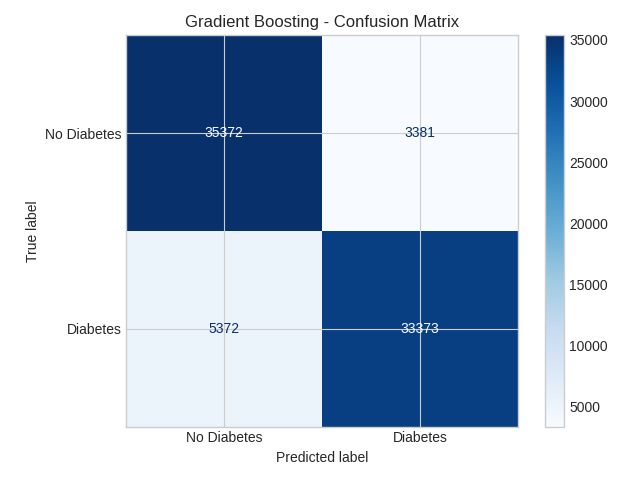 Gradient Boosting - Confusion Matrix
True label
No Diabetes
35372
3381
Diabetes
5372
33373
No Diabetes
Diabetes
Predicted label
35000
30000
25000
20000
15000
10000
5000